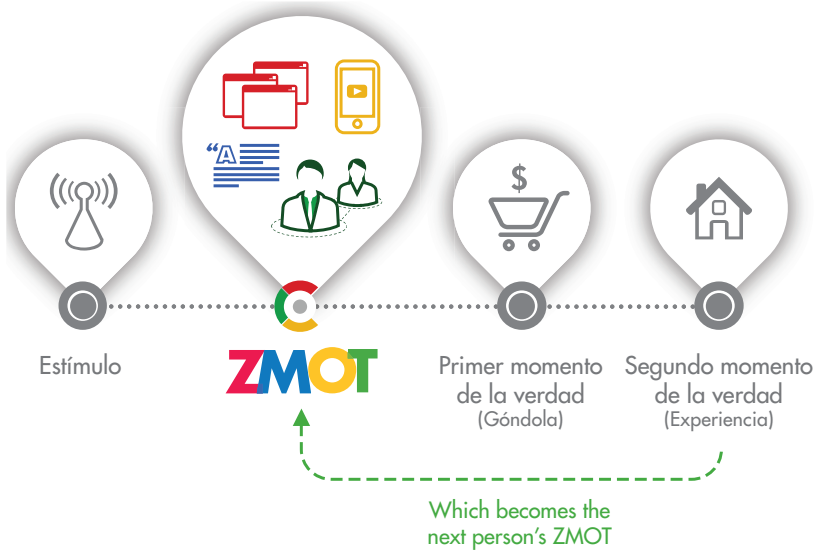 “A
$
Estímulo
ZMOT
Primer momento
de la verdad
(Góndola)
Segundo momento
de la verdad
(Experiencia)
Which becomes the
next person’s ZMOT